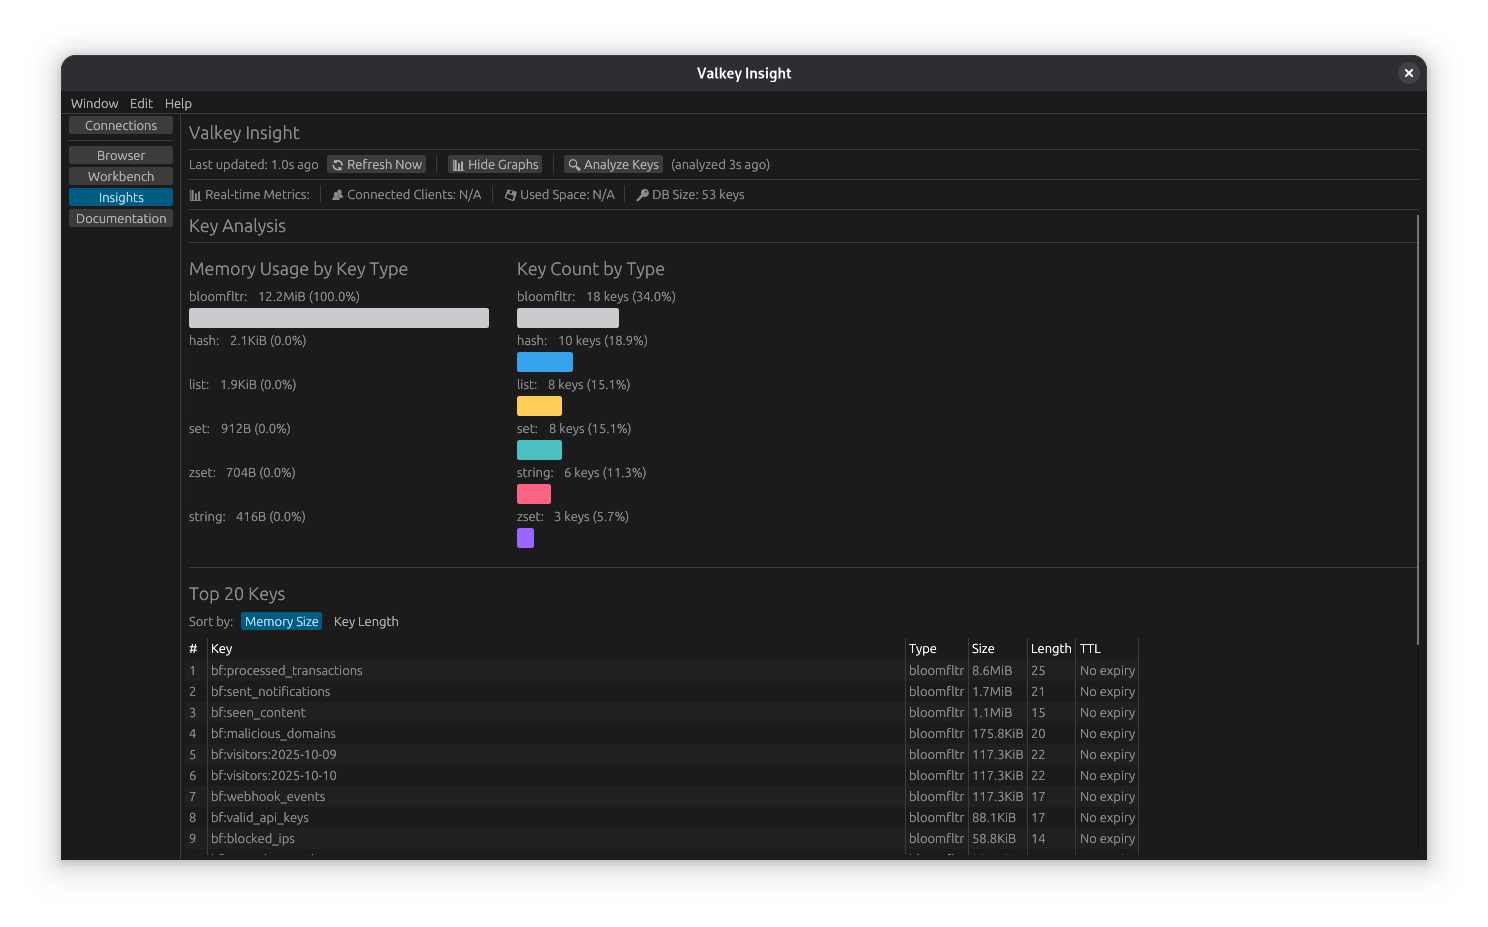 Valkey Insight
Window Edit Help
Connections
Browser
Workbench
Insights
Documentation
Valkey Insight
Last updated: 1.0s ago Refresh Now Hide Graphs Analyze Keys (analyzed 3s ago)
Real-time Metrics: Connected Clients: N/A Used Space: N/A DB Size: 53 keys
Key Analysis
Memory Usage by Key Type
bloomfltr: 12.2MiB (100.0%)
hash: 2.1KiB (0.0%)
list: 1.9KiB (0.0%)
set: 912B (0.0%)
zset: 704B (0.0%)
string: 416B (0.0%)
Key Count by Type
bloomfltr: 18 keys (34.0%)
hash: 10 keys (18.9%)
list: 8 keys (15.1%)
set: 8 keys (15.1%)
string: 6 keys (11.3%)
zset: 3 keys (5.7%)
Top 20 Keys
Sort by: Memory Size Key Length
# Key Type Size Length TTL
1 bf:processed_transactions bloomfltr 8.6MiB 25 No expiry
2 bf:sent_notifications bloomfltr 1.7MiB 21 No expiry
3 bf:seen_content bloomfltr 1.1MiB 15 No expiry
4 bf:malicious_domains bloomfltr 175.8KiB 20 No expiry
5 bf:visitors:2025-10-09 bloomfltr 117.3KiB 22 No expiry
6 bf:visitors:2025-10-10 bloomfltr 117.3KiB 22 No expiry
7 bf:webhook_events bloomfltr 117.3KiB 17 No expiry
8 bf:valid_api_keys bloomfltr 88.1KiB 17 No expiry
9 bf:blocked_ips bloomfltr 58.8KiB 14 No expiry